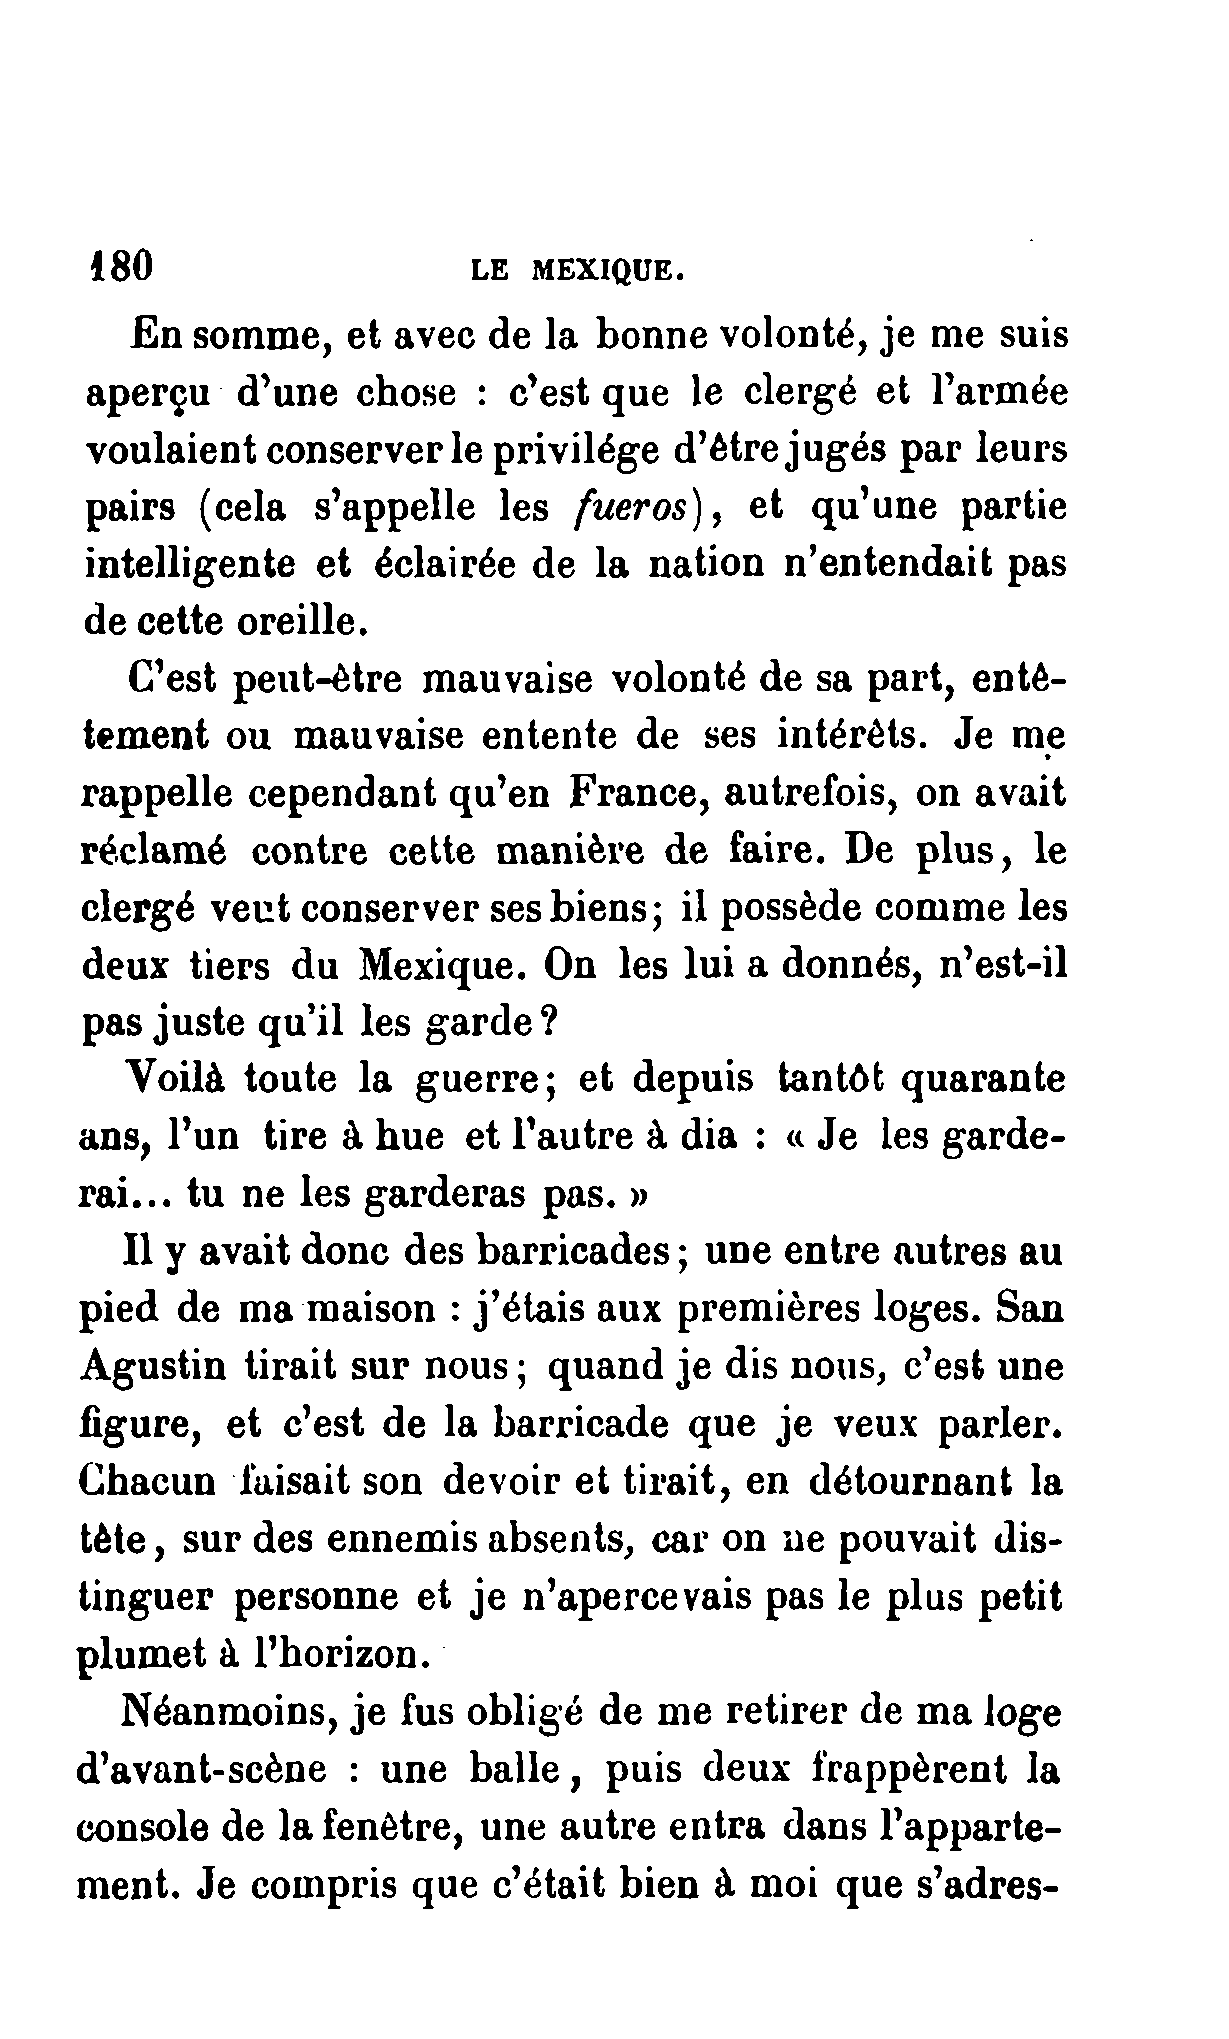 180 LE MEXIQUE.
En somme, et avec de la bonne volonté, je me suis
aperçu d'une chose : c'est que le clergé et l'armée
voulaient conserver le privilége d'être jugés par leurs
pairs (cela s'appelle les fueros), et qu'une partie
intelligente et éclairée de la nation n'entendait pas
de cette oreille.
C'est peut-être mauvaise volonté de sa part, entê-
tement ou mauvaise entente de ses intérêts. Je me
rappelle cependant qu'en France, autrefois, on avait
réclamé contre cette manière de faire. De plus, le
clergé veut conserver ses biens; il possède comme les
deux tiers du Mexique. On les lui a donnés, n'est-il
pas juste qu'il les garde?
Voilà toute la guerre; et depuis tantôt quarante
ans, l'un tire à hue et l'autre à dia : « Je les garde-
rai... tu ne les garderas pas. »
Il y avait donc des barricades; une entre autres au
pied de ma maison : j'étais aux premières loges. San
Agustin tirait sur nous; quand je dis nous, c'est une
figure, et c'est de la barricade que je veux parler.
Chacun faisait son devoir et tirait, en détournant la
tête, sur des ennemis absents, car on ne pouvait dis-
tinguer personne et je n'apercevais pas le plus petit
plumet à l'horizon.
Néanmoins, je fus obligé de me retirer de ma loge
d'avant-scène : une balle, puis deux frappèrent la
console de la fenêtre, une autre entra dans l'apparte-
ment. Je compris que c'était bien à moi que s'adres-